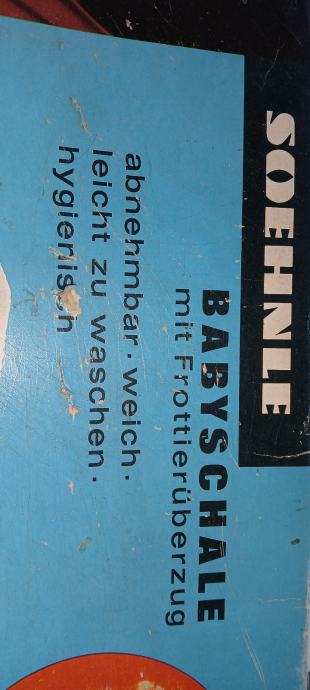 SOEHNLE
BABYSCHALE
mit Frottierüberzug
abnehmbar · weich ·
leicht zu waschen ·
hygienisch